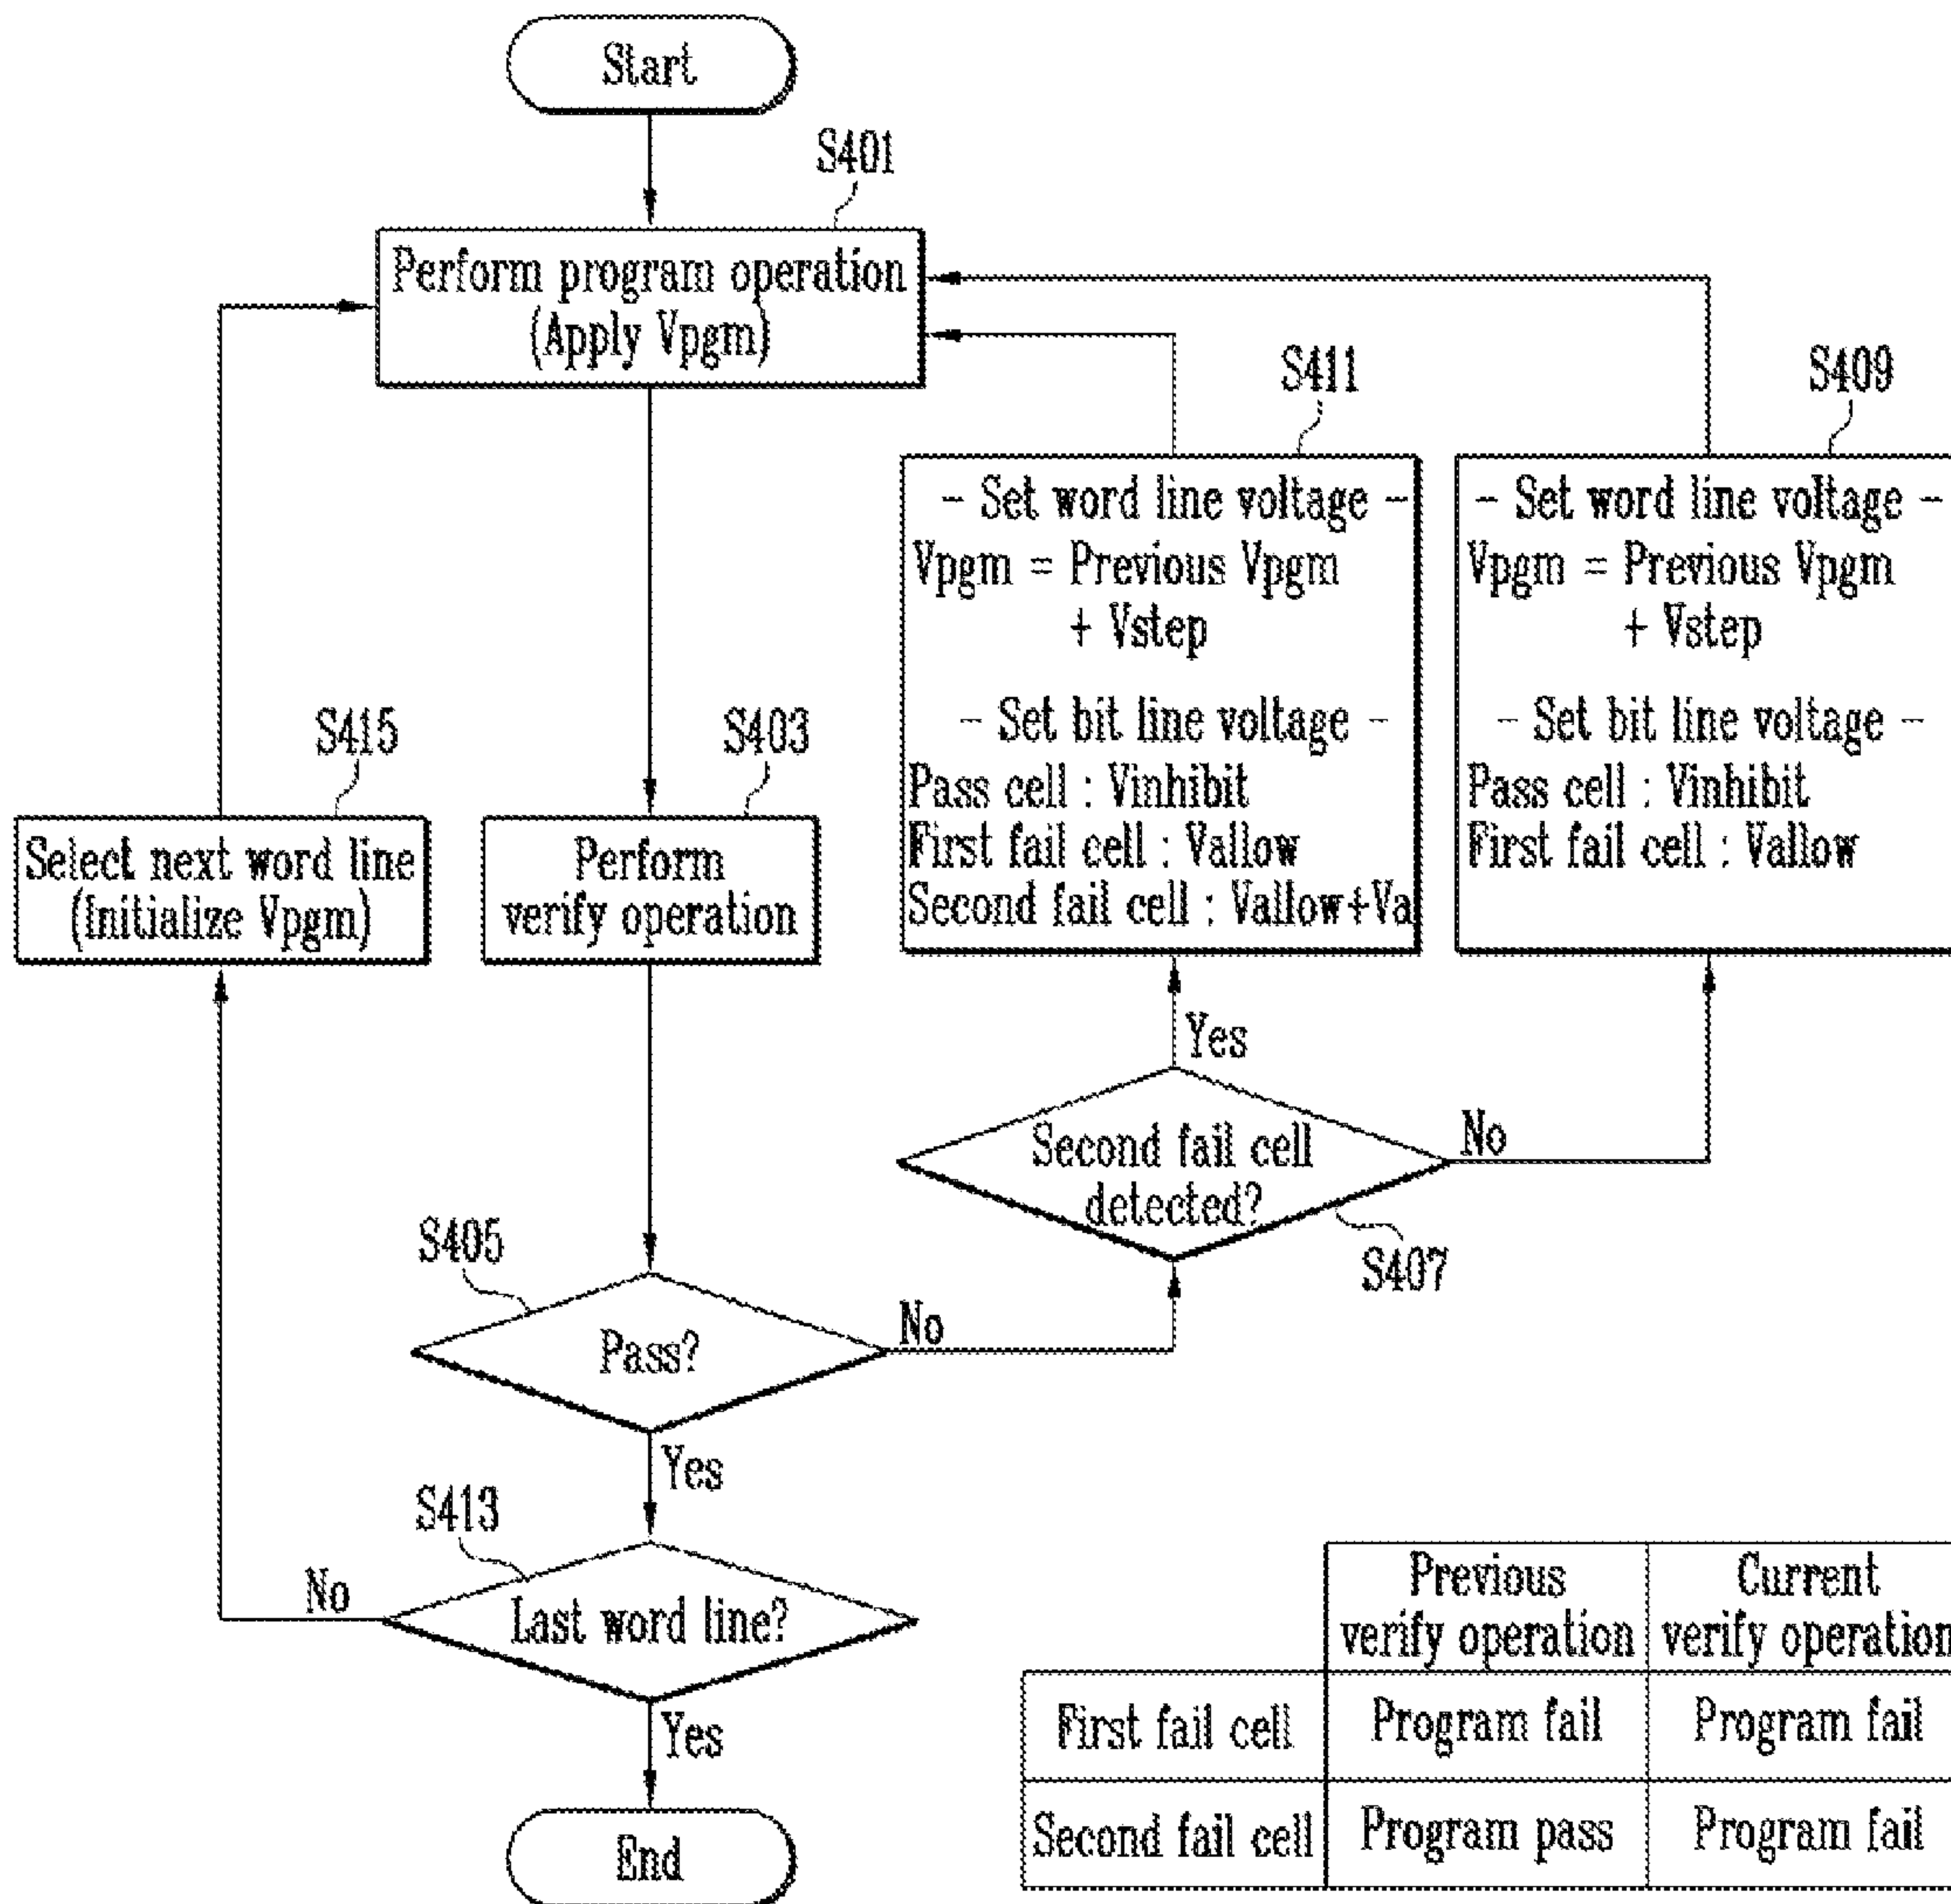 Start
S401
Perform program operation
(Apply Vpgm)
S411
S409
- Set word line voltage -
Vpgm = Previous Vpgm
+ Vstep
- Set bit line voltage -
Pass cell : Vinhibit
First fail cell : Vallow
Second fail cell : Vallow+Va
- Set word line voltage -
Vpgm = Previous Vpgm
+ Vstep
- Set bit line voltage -
Pass cell : Vinhibit
First fail cell : Vallow
S415
Select next word line
(Initialize Vpgm)
S403
Perform
verify operation
Yes
Second fail cell
detected?
No
S407
S405
Pass?
No
Yes
S413
Last word line?
No
Yes
End
Previous
verify operation
Current
verify operation
First fail cell
Program fail
Program fail
Second fail cell
Program pass
Program fail